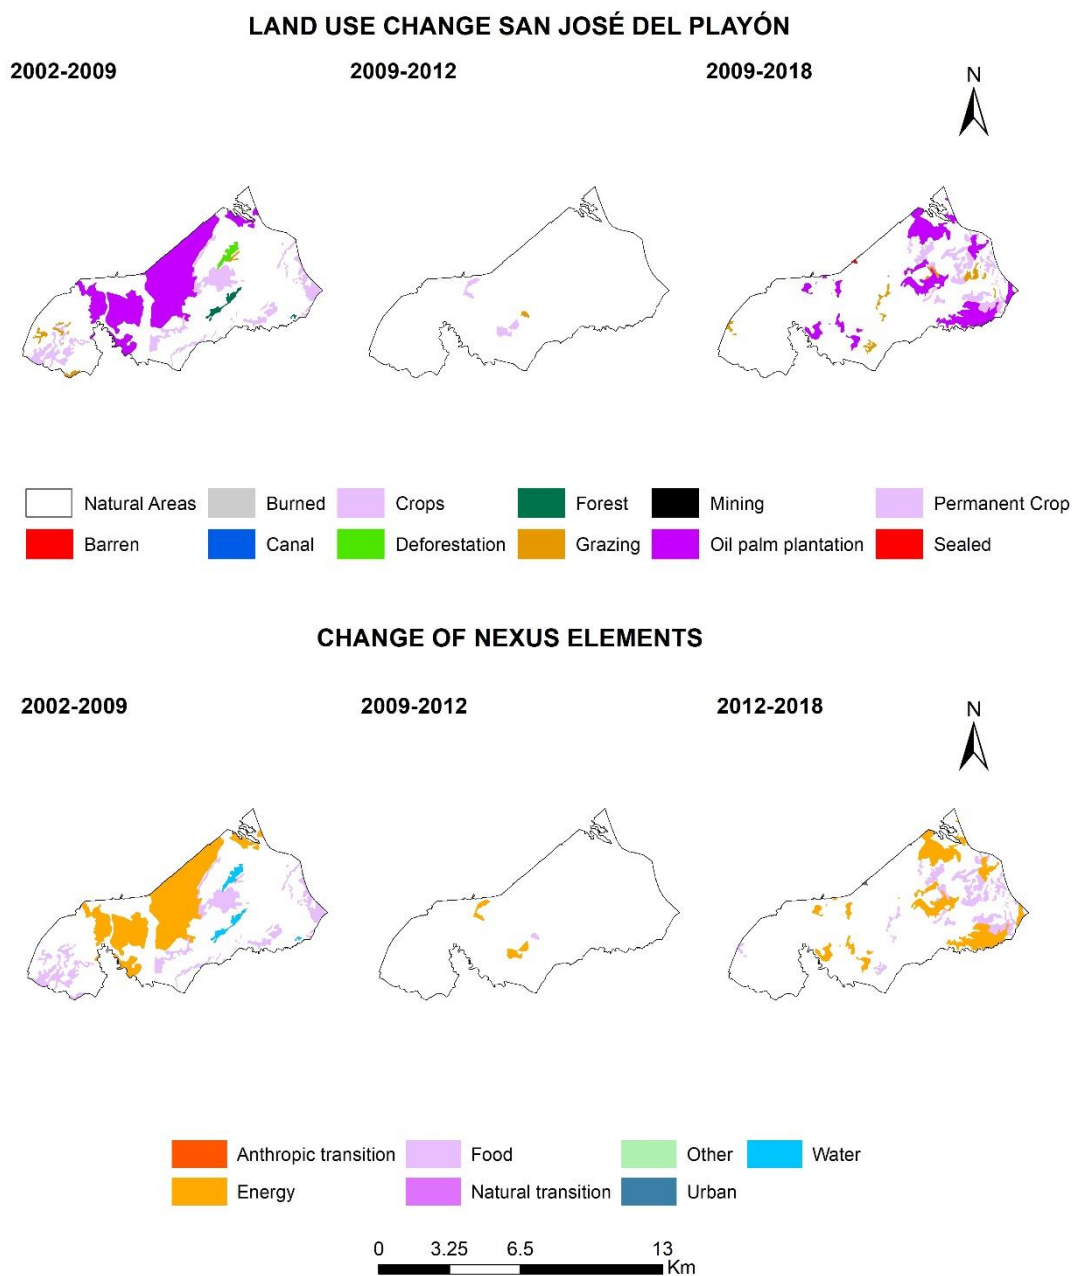 LAND USE CHANGE SAN JOSÉ DEL PLAYÓN
2002-2009 2009-2012 2009-2018
N
Natural Areas Burned Crops Forest Mining Permanent Crop
Barren Canal Deforestation Grazing Oil palm plantation Sealed
CHANGE OF NEXUS ELEMENTS
2002-2009 2009-2012 2012-2018
N
Anthropic transition Food Other Water
Energy Natural transition Urban
0 3.25 6.5 13
Km